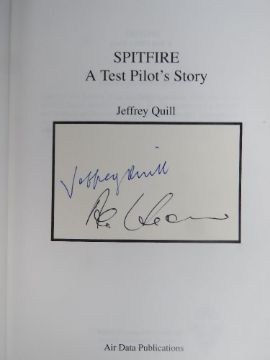 SPITFIRE
A Test Pilot's Story
Jeffrey Quill
Jeffrey Quill
Air Data Publications